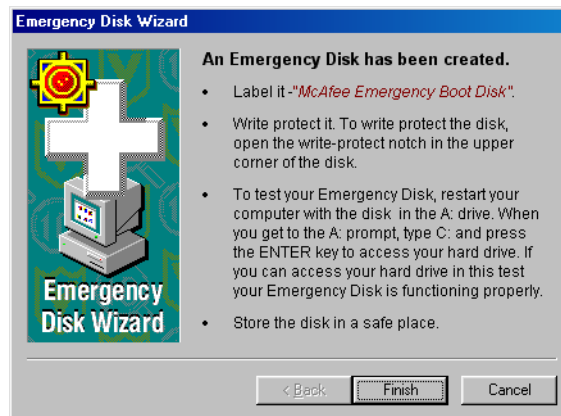 Emergency Disk Wizard
An Emergency Disk has been created.
• Label it -"McAfee Emergency Boot Disk".
• Write protect it. To write protect the disk,
open the write-protect notch in the upper
corner of the disk.
• To test your Emergency Disk, restart your
computer with the disk in the A: drive. When
you get to the A: prompt, type C: and press
the ENTER key to access your hard drive. If
you can access your hard drive in this test
your Emergency Disk is functioning properly.
• Store the disk in a safe place.
Emergency
Disk Wizard
< Back
Finish
Cancel